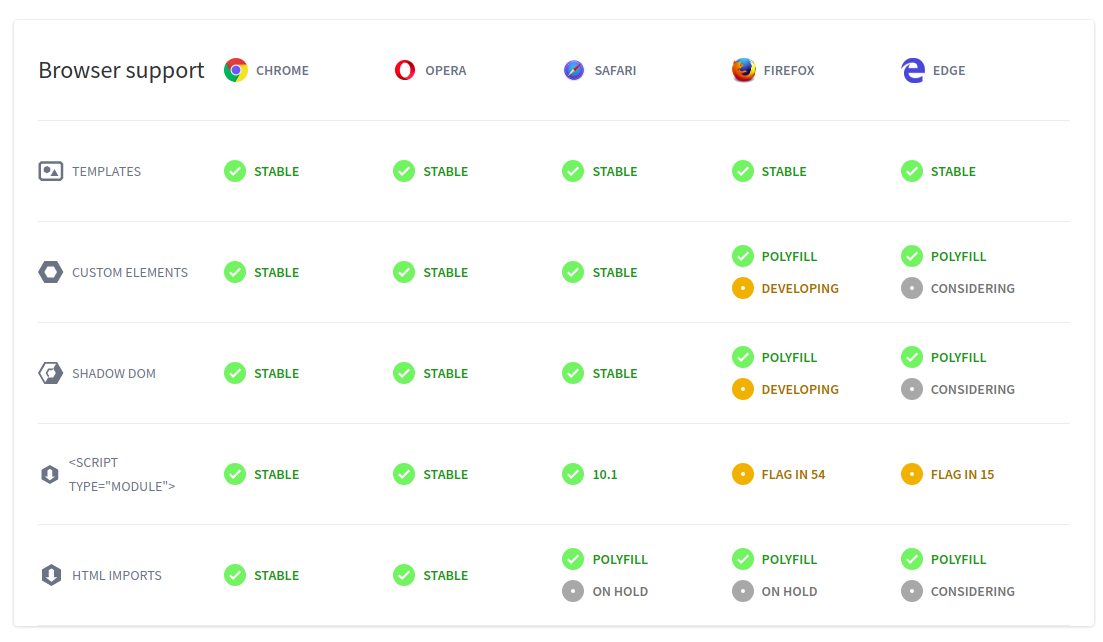 Browser support CHROME OPERA SAFARI FIREFOX EDGE
TEMPLATES STABLE STABLE STABLE STABLE STABLE
CUSTOM ELEMENTS STABLE STABLE STABLE POLYFILL POLYFILL
DEVELOPING CONSIDERING
SHADOW DOM STABLE STABLE STABLE POLYFILL POLYFILL
DEVELOPING CONSIDERING
<SCRIPT
TYPE="MODULE"> STABLE STABLE 10.1 FLAG IN 54 FLAG IN 15
HTML IMPORTS STABLE STABLE POLYFILL POLYFILL POLYFILL
ON HOLD ON HOLD CONSIDERING